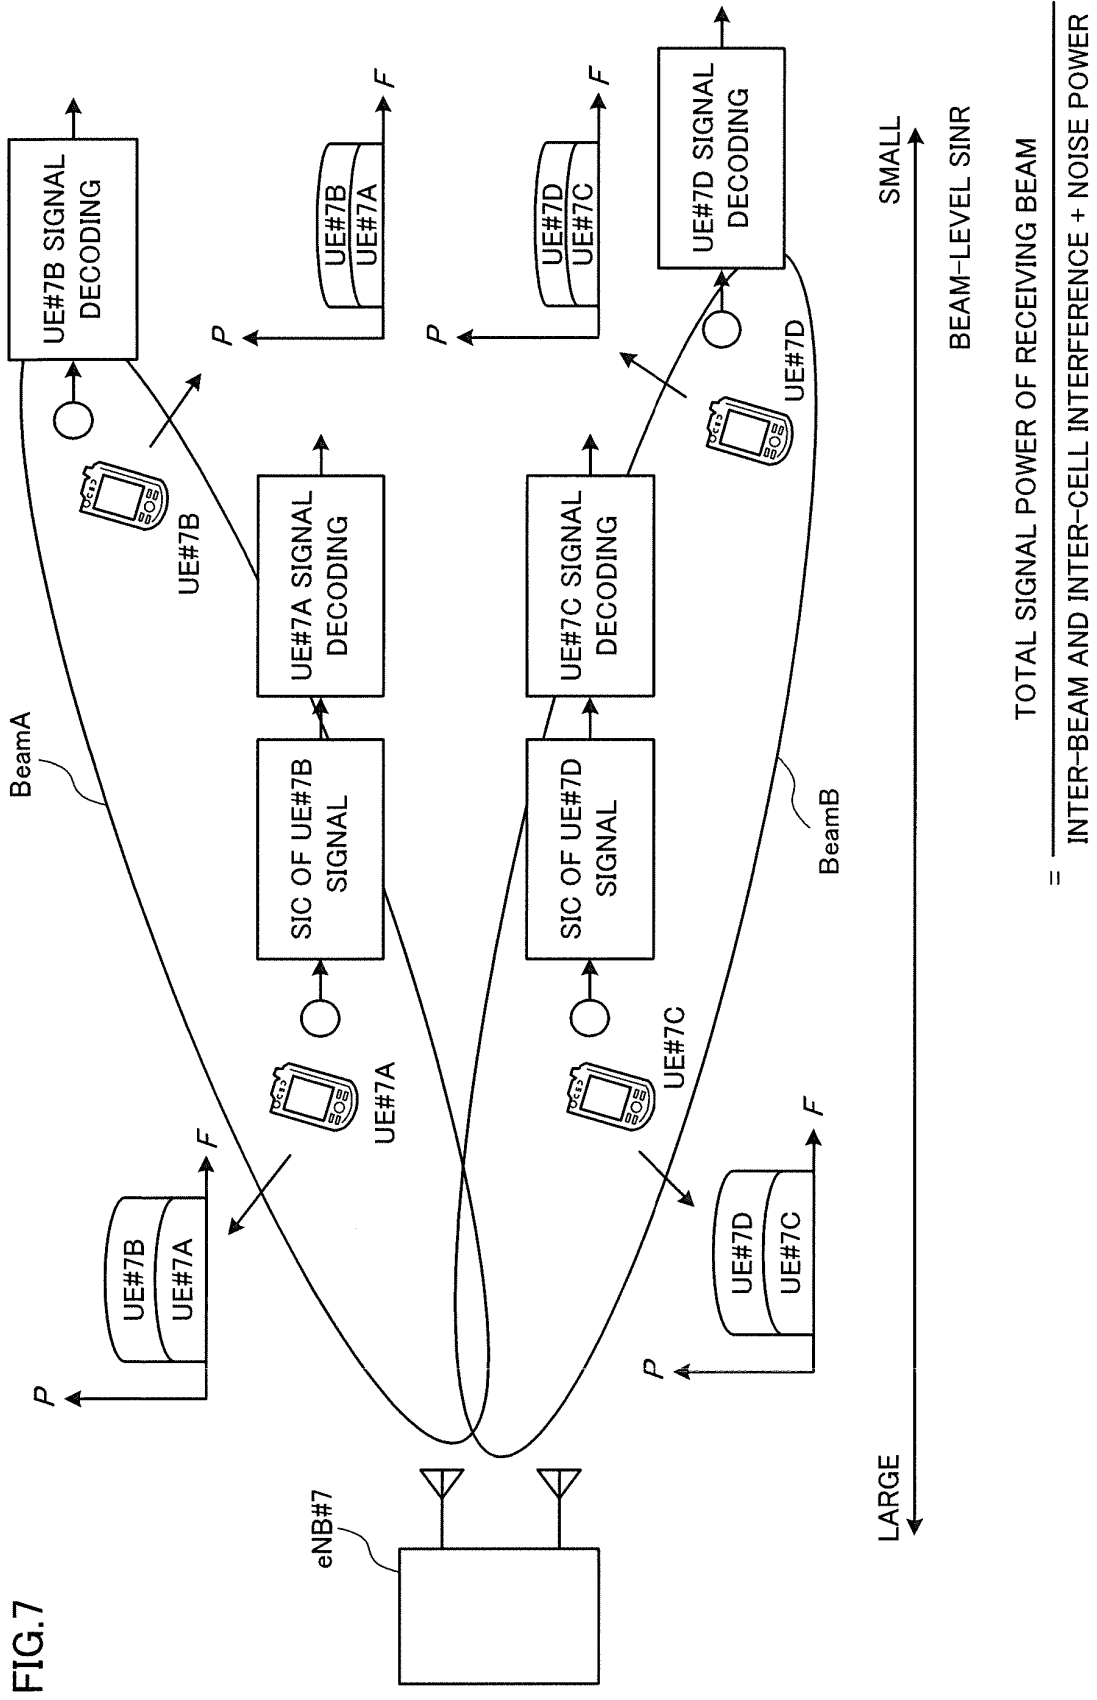 FIG.7
eNB#7
BeamA
BeamB
P
UE#7B
UE#7A
F
UE#7A
SIC OF UE#7B
SIGNAL
UE#7A SIGNAL
DECODING
UE#7B
UE#7B SIGNAL
DECODING
P
UE#7B
UE#7A
F
P
UE#7D
UE#7C
F
UE#7C
SIC OF UE#7D
SIGNAL
UE#7C SIGNAL
DECODING
P
UE#7D
UE#7C
F
UE#7D
UE#7D SIGNAL
DECODING
LARGE
SMALL
BEAM-LEVEL SINR
TOTAL SIGNAL POWER OF RECEIVING BEAM
=
INTER-BEAM AND INTER-CELL INTERFERENCE + NOISE POWER